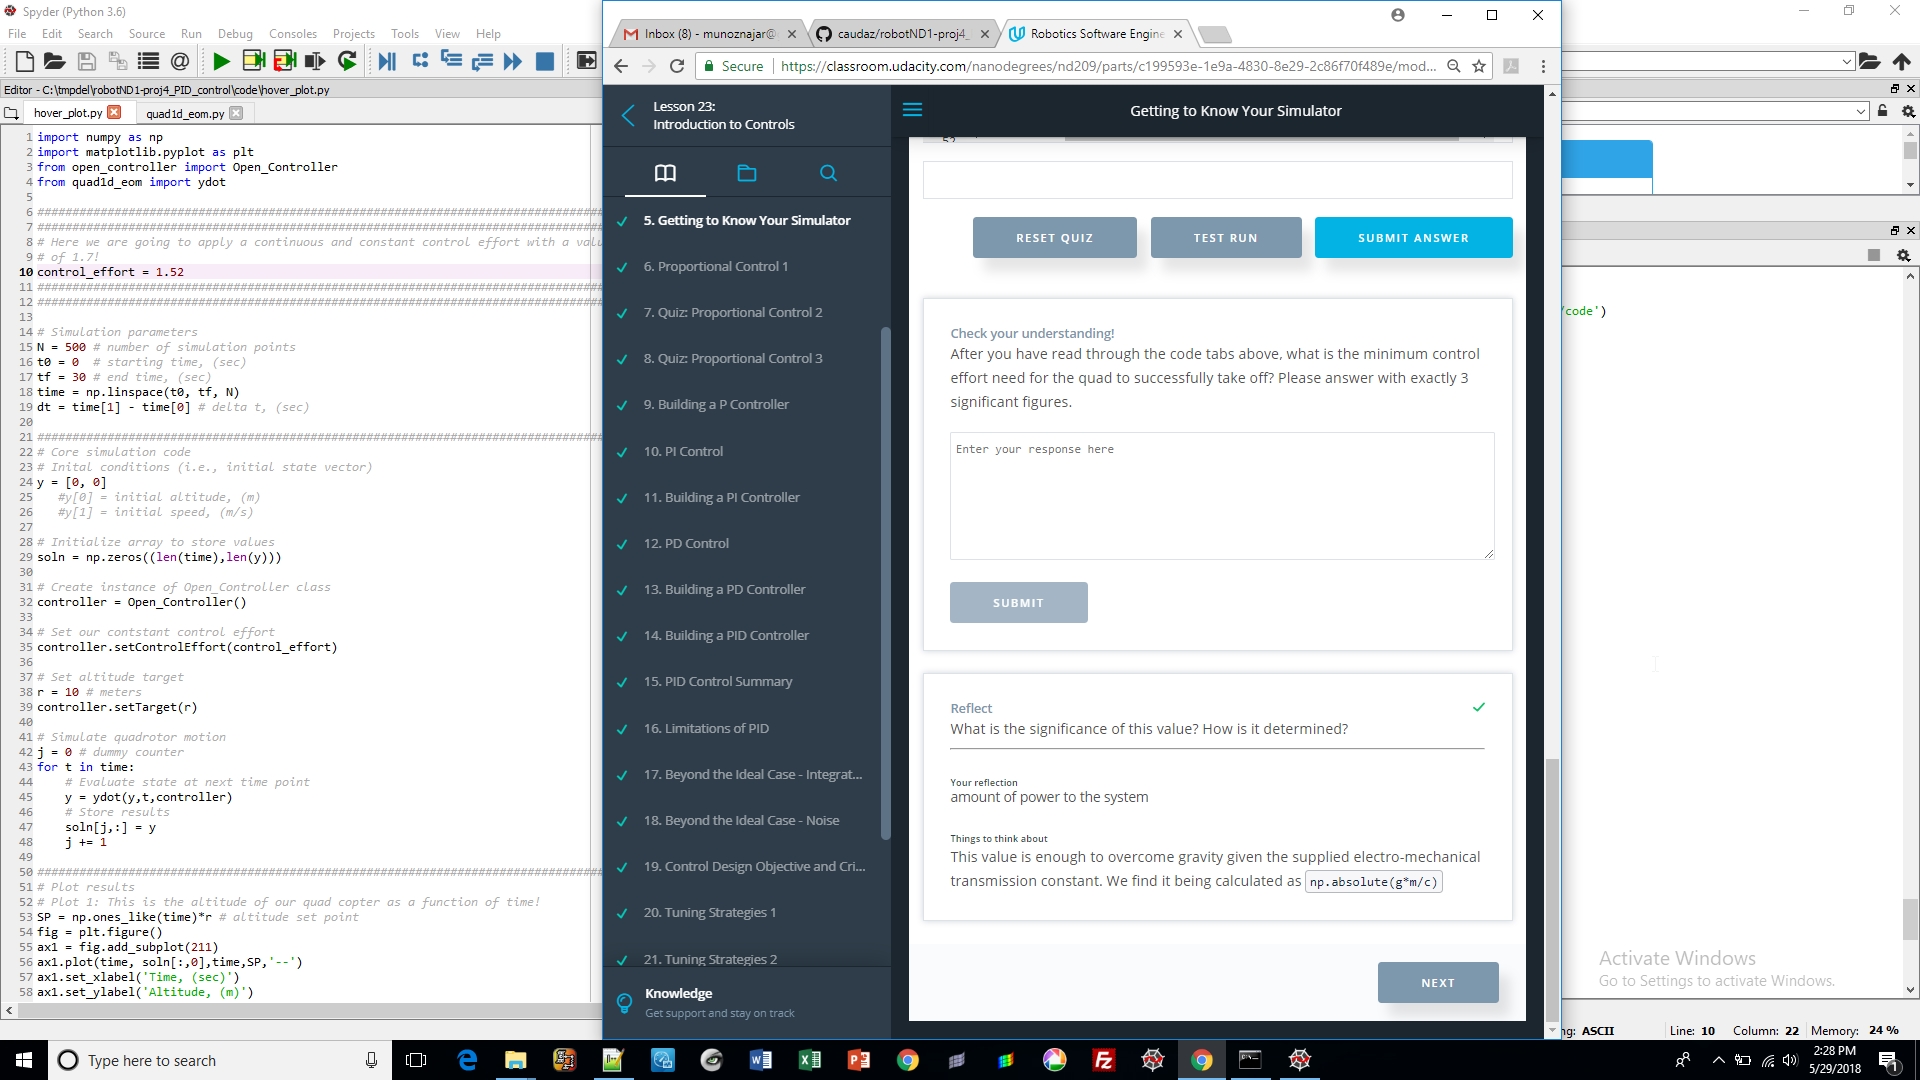 Spyder (Python 3.6)
File Edit Search Source Run Debug Consoles Projects Tools View Help
Editor - C:\tmpdel\robotND1-proj4_PID_control\code\hover_plot.py
hover_plot.py quad1d_eom.py
1 import numpy as np
2 import matplotlib.pyplot as plt
3 from open_controller import Open_Controller
4 from quad1d_eom import ydot
5
6 ################################################################################
7 ################################################################################
8 # Here we are going to apply a continuous and constant control effort with a valu
9 # of 1.7!
10 control_effort = 1.52
11 ################################################################################
12 ################################################################################
13
14 # Simulation parameters
15 N = 500 # number of simulation points
16 t0 = 0 # starting time, (sec)
17 tf = 30 # end time, (sec)
18 time = np.linspace(t0, tf, N)
19 dt = time[1] - time[0] # delta t, (sec)
20
21 ################################################################################
22 # Core simulation code
23 # Inital conditions (i.e., initial state vector)
24 y = [0, 0]
25 #y[0] = initial altitude, (m)
26 #y[1] = initial speed, (m/s)
27
28 # Initialize array to store values
29 soln = np.zeros((len(time),len(y)))
30
31 # Create instance of Open_Controller class
32 controller = Open_Controller()
33
34 # Set our contstant control effort
35 controller.setControlEffort(control_effort)
36
37 # Set altitude target
38 r = 10 # meters
39 controller.setTarget(r)
40
41 # Simulate quadrotor motion
42 j = 0 # dummy counter
43 for t in time:
44 # Evaluate state at next time point
45 y = ydot(y,t,controller)
46 # Store results
47 soln[j,:] = y
48 j += 1
49
50 ################################################################################
51 # Plot results
52 # Plot 1: This is the altitude of our quad copter as a function of time!
53 SP = np.ones_like(time)*r # altitude set point
54 fig = plt.figure()
55 ax1 = fig.add_subplot(211)
56 ax1.plot(time, soln[:,0],time,SP,'--')
57 ax1.set_xlabel('Time, (sec)')
58 ax1.set_ylabel('Altitude, (m)')
Inbox (8) - munoznajar@ caudaz/robotND1-proj4_ Robotics Software Engine
Secure https://classroom.udacity.com/nanodegrees/nd209/parts/c199593e-1e9a-4830-8e29-2c86f70f489e/mod...
Lesson 23:
Introduction to Controls
5. Getting to Know Your Simulator
6. Proportional Control 1
7. Quiz: Proportional Control 2
8. Quiz: Proportional Control 3
9. Building a P Controller
10. PI Control
11. Building a PI Controller
12. PD Control
13. Building a PD Controller
14. Building a PID Controller
15. PID Control Summary
16. Limitations of PID
17. Beyond the Ideal Case - Integrat...
18. Beyond the Ideal Case - Noise
19. Control Design Objective and Cri...
20. Tuning Strategies 1
21. Tuning Strategies 2
Knowledge
Get support and stay on track
Getting to Know Your Simulator
RESET QUIZ TEST RUN SUBMIT ANSWER
Check your understanding!
After you have read through the code tabs above, what is the minimum control
effort need for the quad to successfully take off? Please answer with exactly 3
significant figures.
Enter your response here
SUBMIT
Reflect
What is the significance of this value? How is it determined?
Your reflection
amount of power to the system
Things to think about
This value is enough to overcome gravity given the supplied electro-mechanical
transmission constant. We find it being calculated as np.absolute(g*m/c)
NEXT
/code')
Activate Windows
Go to Settings to activate Windows.
ng: ASCII Line: 10 Column: 22 Memory: 24 %
Type here to search
2:28 PM
5/29/2018
1